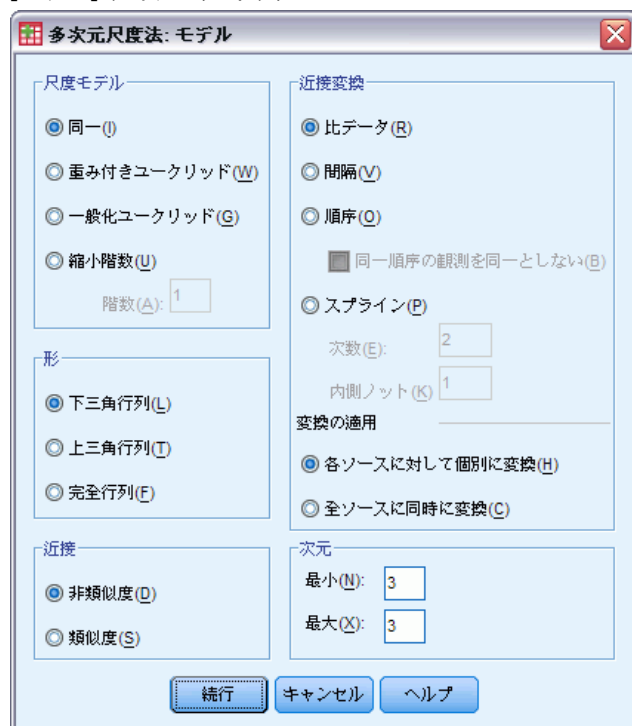 多次元尺度法: モデル
尺度モデル
同一(I)
重み付きユークリッド(W)
一般化ユークリッド(G)
縮小階数(U)
階数(A): 1
形
下三角行列(L)
上三角行列(T)
完全行列(F)
近接
非類似度(D)
類似度(S)
近接変換
比データ(R)
間隔(V)
順序(O)
同一順序の観測を同一としない(B)
スプライン(P)
次数(E): 2
内側ノット(K) 1
変換の適用
各ソースに対して個別に変換(H)
全ソースに同時に変換(C)
次元
最小(N): 3
最大(X): 3
続行 キャンセル ヘルプ